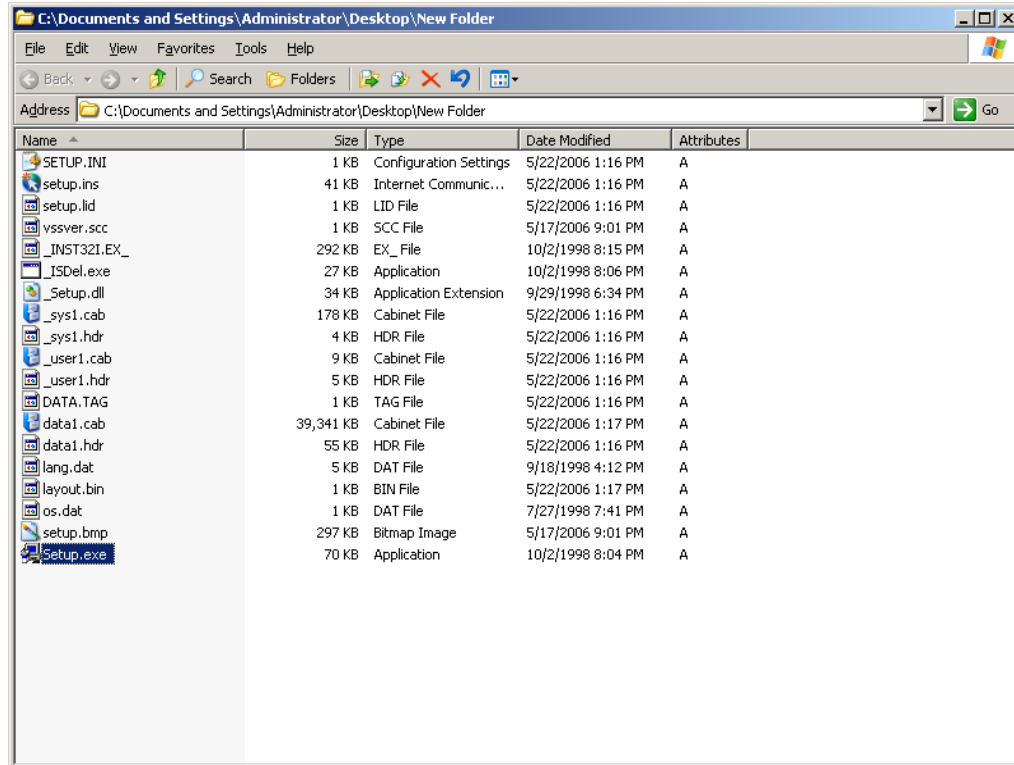 C:\Documents and Settings\Administrator\Desktop\New Folder
File Edit View Favorites Tools Help
Back Search Folders
Address C:\Documents and Settings\Administrator\Desktop\New Folder Go
Name Size Type Date Modified Attributes
SETUP.INI 1 KB Configuration Settings 5/22/2006 1:16 PM A
setup.ins 41 KB Internet Communic... 5/22/2006 1:16 PM A
setup.lid 1 KB LID File 5/22/2006 1:16 PM A
vssver.scc 1 KB SCC File 5/17/2006 9:01 PM A
_INST32I.EX_ 292 KB EX_ File 10/2/1998 8:15 PM A
_ISDel.exe 27 KB Application 10/2/1998 8:06 PM A
_Setup.dll 34 KB Application Extension 9/29/1998 6:34 PM A
_sys1.cab 178 KB Cabinet File 5/22/2006 1:16 PM A
_sys1.hdr 4 KB HDR File 5/22/2006 1:16 PM A
_user1.cab 9 KB Cabinet File 5/22/2006 1:16 PM A
_user1.hdr 5 KB HDR File 5/22/2006 1:16 PM A
DATA.TAG 1 KB TAG File 5/22/2006 1:16 PM A
data1.cab 39,341 KB Cabinet File 5/22/2006 1:17 PM A
data1.hdr 55 KB HDR File 5/22/2006 1:16 PM A
lang.dat 5 KB DAT File 9/18/1998 4:12 PM A
layout.bin 1 KB BIN File 5/22/2006 1:17 PM A
os.dat 1 KB DAT File 7/27/1998 7:41 PM A
setup.bmp 297 KB Bitmap Image 5/17/2006 9:01 PM A
Setup.exe 70 KB Application 10/2/1998 8:04 PM A